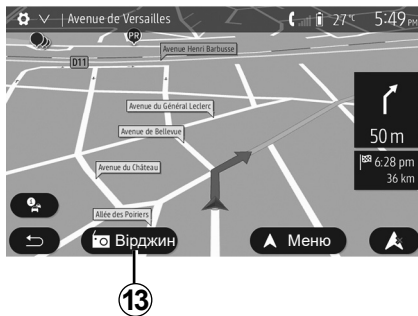 Avenue de Versailles 27°C 5:49 PM
PR
Avenue Henri Barbusse
D11
Avenue du Général Leclerc
50 m
Avenue de Bellevue
6:28 pm
Avenue du Château
36 km
Allée des Poiriers
Вірджин Меню
13